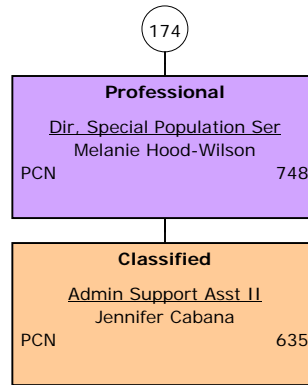 174
Professional
Dir, Special Population Ser
Melanie Hood-Wilson
PCN 748
Classified
Admin Support Asst II
Jennifer Cabana
PCN 635